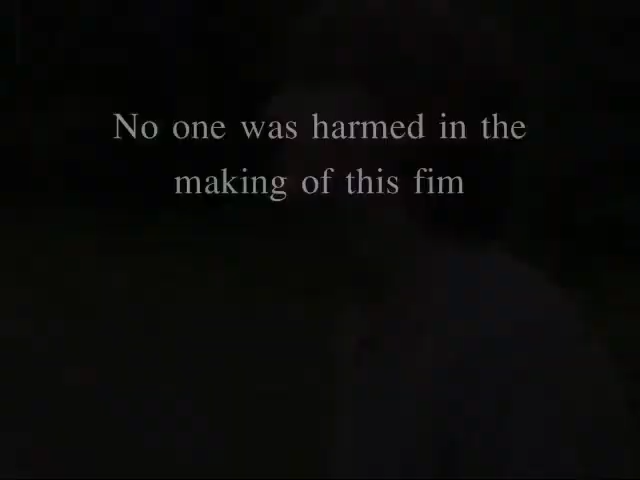 No one was harmed in the
making of this fim